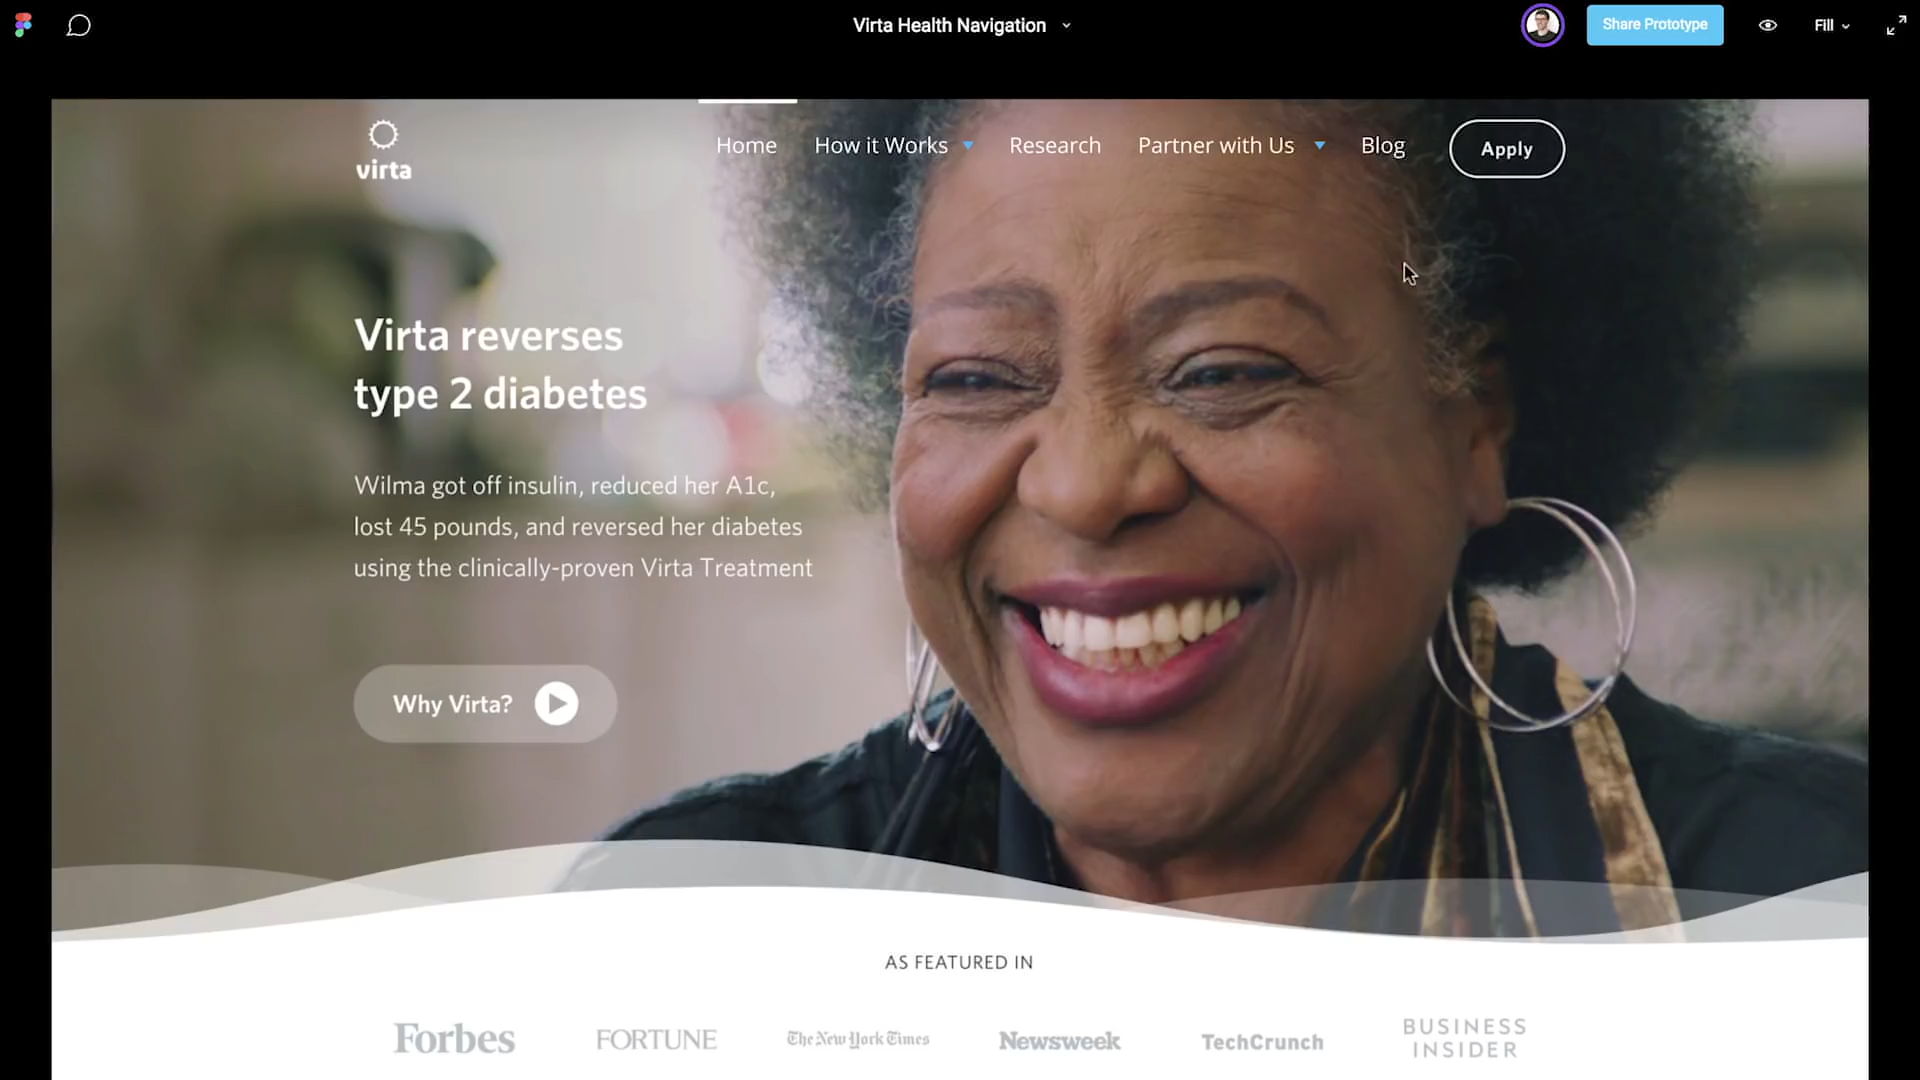 Virta Health Navigation
Share Prototype
Fill
virta
Home
How it Works
Research
Partner with Us
Blog
Apply
Virta reverses
type 2 diabetes
Wilma got off insulin, reduced her A1c,
lost 45 pounds, and reversed her diabetes
using the clinically-proven Virta Treatment
Why Virta?
AS FEATURED IN
Forbes
FORTUNE
The New York Times
Newsweek
TechCrunch
BUSINESS
INSIDER